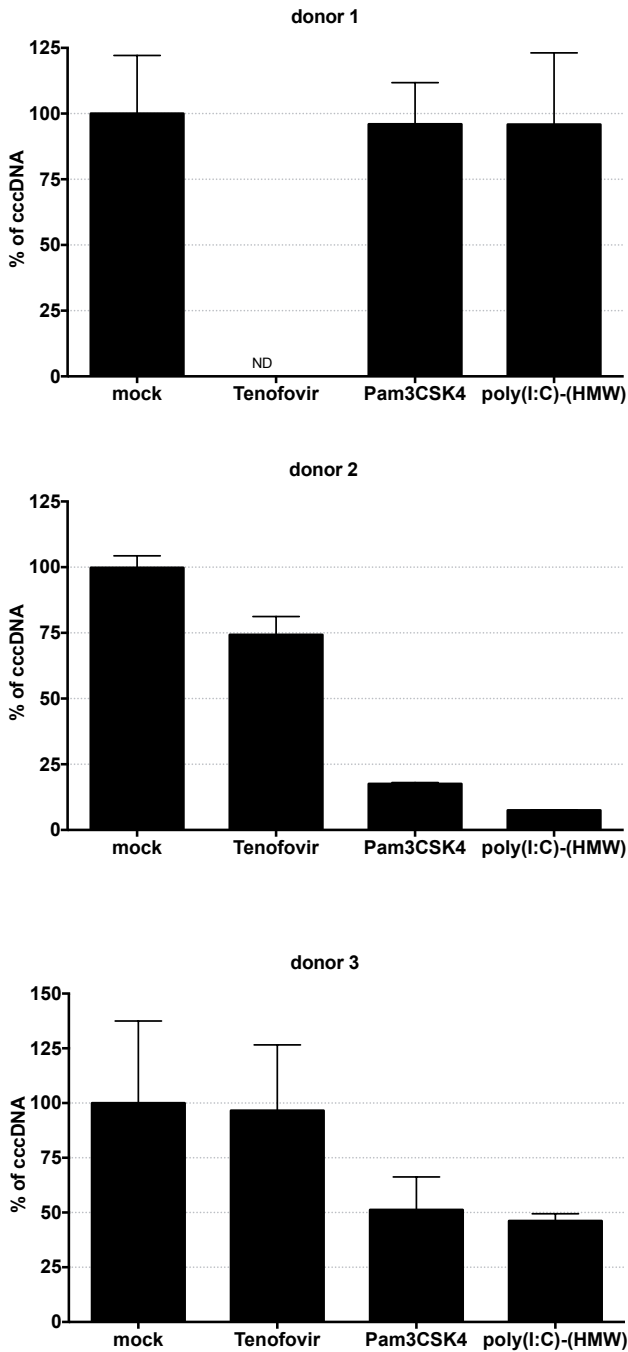 donor 1
% of cccDNA
125
100
75
50
25
0
ND
mock Tenofovir Pam3CSK4 poly(I:C)-(HMW)
donor 2
% of cccDNA
125
100
75
50
25
0
mock Tenofovir Pam3CSK4 poly(I:C)-(HMW)
donor 3
% of cccDNA
150
125
100
75
50
25
0
mock Tenofovir Pam3CSK4 poly(I:C)-(HMW)